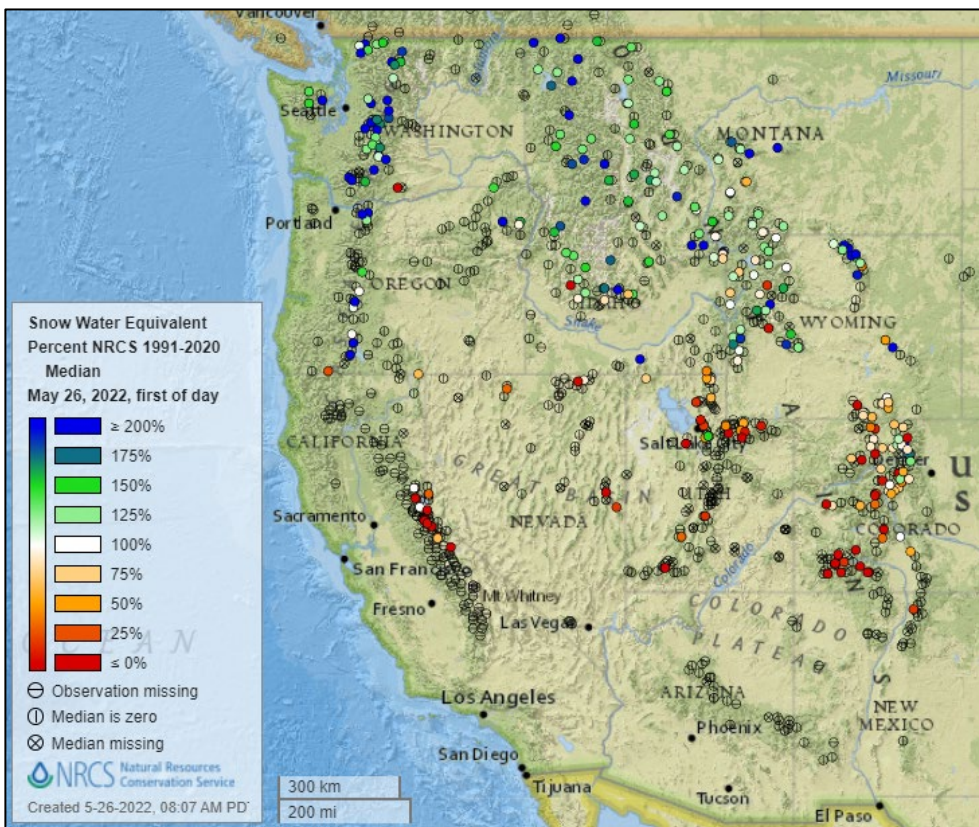 Vancouver
Seattle
WASHINGTON
MONTANA
Missouri
Portland
OREGON
IDAHO
Snake
WYOMING
Snow Water Equivalent
Percent NRCS 1991-2020
Median
May 26, 2022, first of day
≥ 200%
175%
150%
125%
100%
75%
50%
25%
≤ 0%
Observation missing
Median is zero
Median missing
NRCS Natural Resources
Conservation Service
Created 5-26-2022, 08:07 AM PD
CALIFORNIA
Salt Lake City
GREAT BASIN
UTAH
Denver
U
S
NEVADA
Sacramento
COLORADO
San Francisco
Colorado
Mt Whitney
Fresno
Las Vegas
COLORADO
PLATEAU
OCEAN
Los Angeles
ARIZONA
Phoenix
NEW
MEXICO
San Diego
Tijuana
Tucson
El Paso
300 km
200 mi